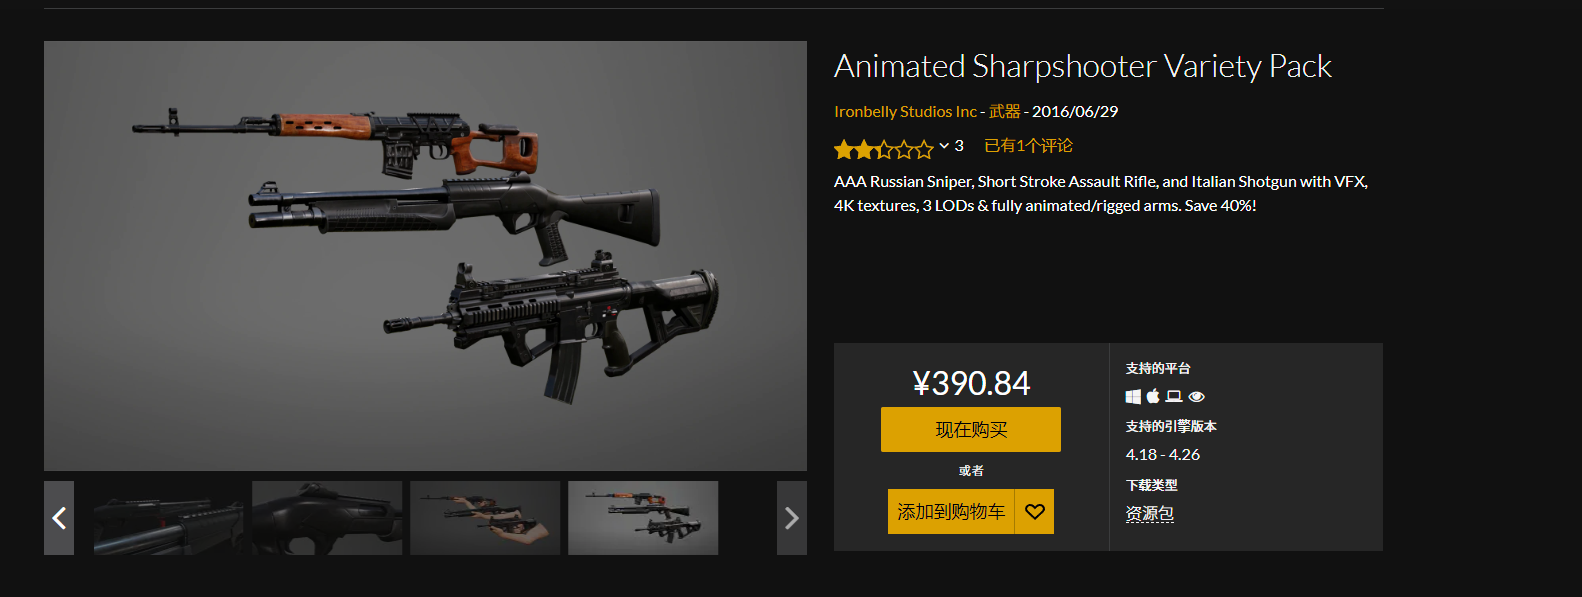 Animated Sharpshooter Variety Pack
Ironbelly Studios Inc - 武器 - 2016/06/29
3 已有1个评论
AAA Russian Sniper, Short Stroke Assault Rifle, and Italian Shotgun with VFX,
4K textures, 3 LODs & fully animated/rigged arms. Save 40%!
¥390.84
现在购买
或者
添加到购物车
支持的平台
支持的引擎版本
4.18 - 4.26
下载类型
资源包